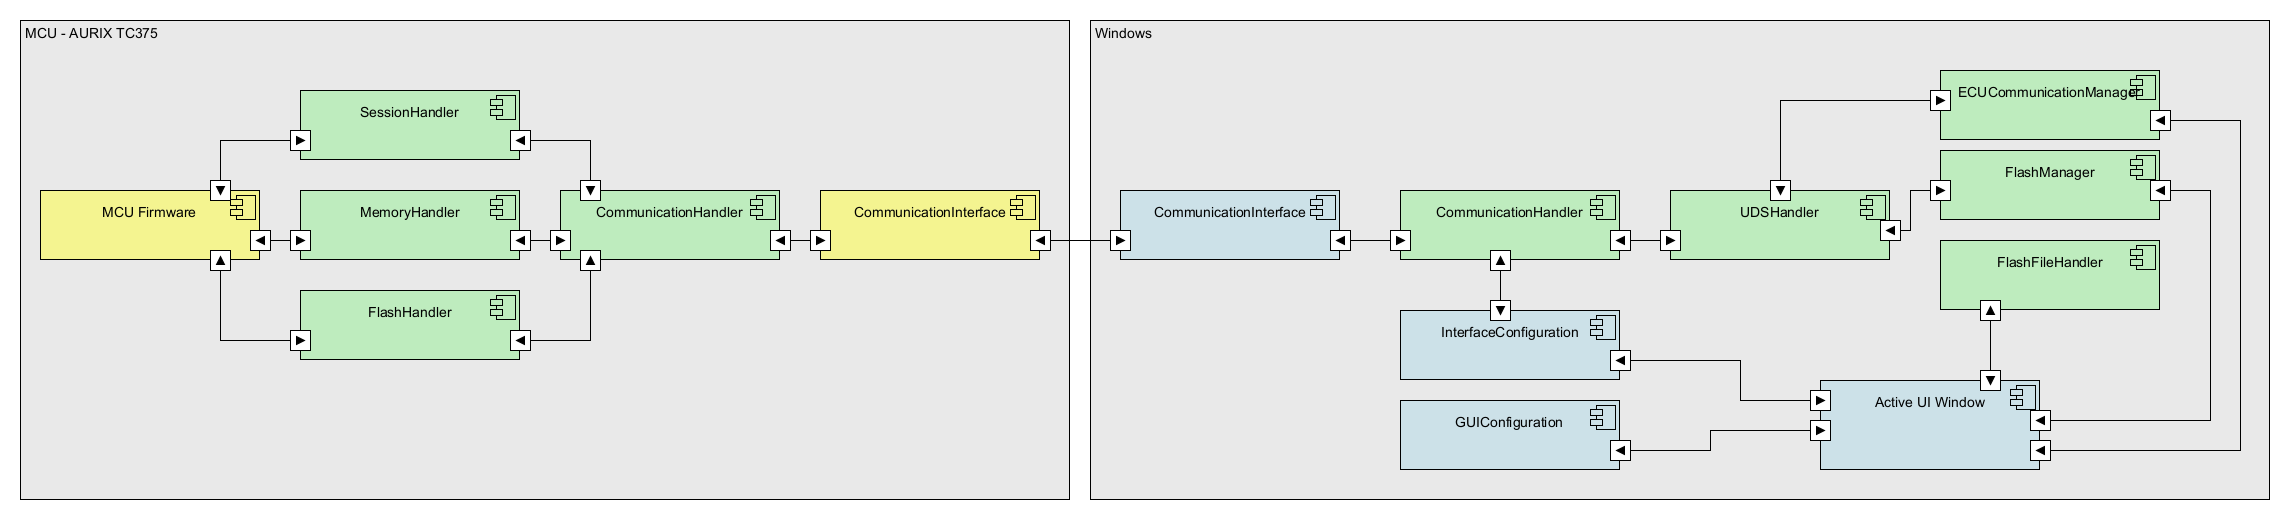 MCU - AURIX TC375
SessionHandler
MCU Firmware
MemoryHandler
CommunicationHandler
CommunicationInterface
FlashHandler
Windows
ECUCommunicationManager
FlashManager
CommunicationInterface
CommunicationHandler
UDSHandler
FlashFileHandler
InterfaceConfiguration
Active UI Window
GUIConfiguration